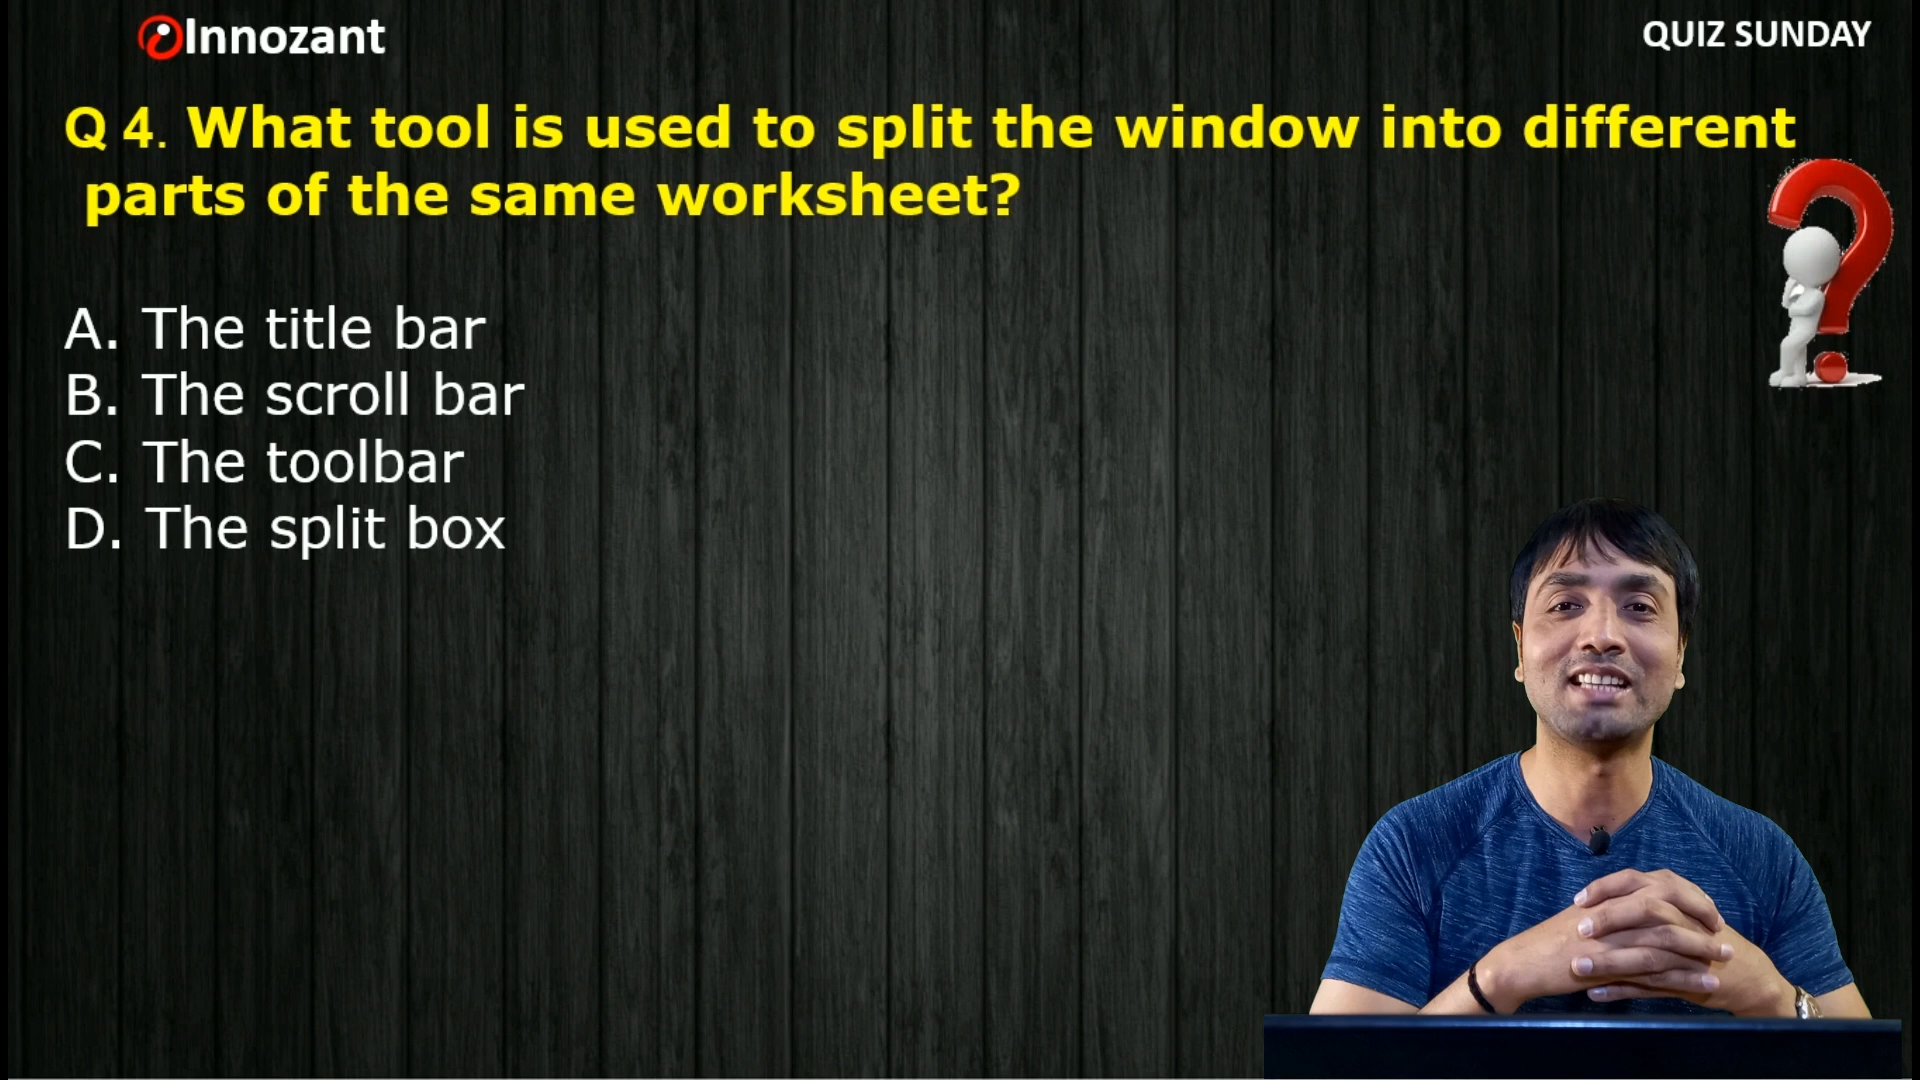 Innozant
QUIZ SUNDAY
Q 4. What tool is used to split the window into different
parts of the same worksheet?
A. The title bar
B. The scroll bar
C. The toolbar
D. The split box